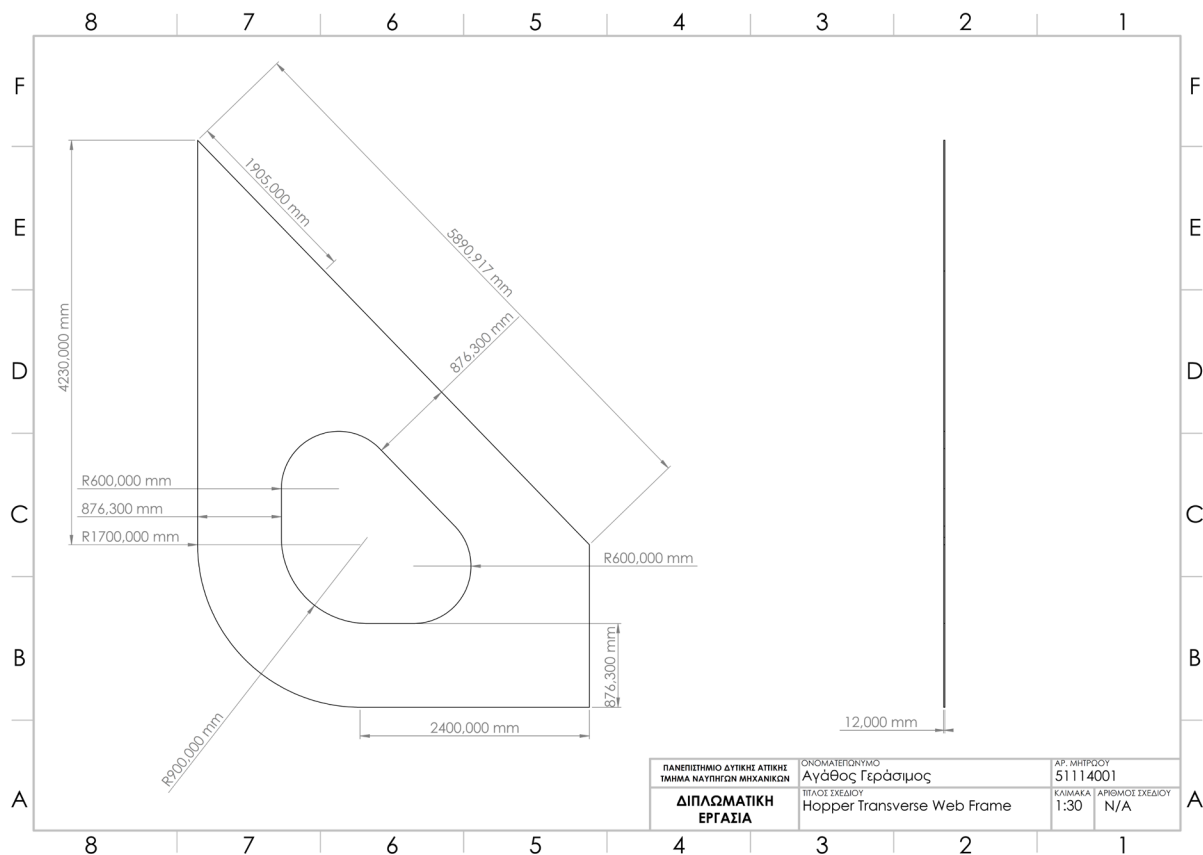 8 7 6 5 4 3 2 1
F F
E E
D D
C C
B B
A A
1905,000 mm
5890,917 mm
4230,000 mm
876,300 mm
R600,000 mm
876,300 mm
R1700,000 mm
R600,000 mm
876,300 mm
2400,000 mm
R900,000 mm
12,000 mm
ΠΑΝΕΠΙΣΤΗΜΙΟ ΔΥΤΙΚΗΣ ΑΤΤΙΚΗΣ
ΤΜΗΜΑ ΝΑΥΠΗΓΩΝ ΜΗΧΑΝΙΚΩΝ
ΟΝΟΜΑΤΕΠΩΝΥΜΟ
Αγάθος Γεράσιμος
ΑΡ. ΜΗΤΡΩΟΥ
51114001
ΔΙΠΛΩΜΑΤΙΚΗ
ΕΡΓΑΣΙΑ
ΤΙΤΛΟΣ ΣΧΕΔΙΟΥ
Hopper Transverse Web Frame
ΚΛΙΜΑΚΑ
1:30
ΑΡΙΘΜΟΣ ΣΧΕΔΙΟΥ
N/A
8 7 6 5 4 3 2 1